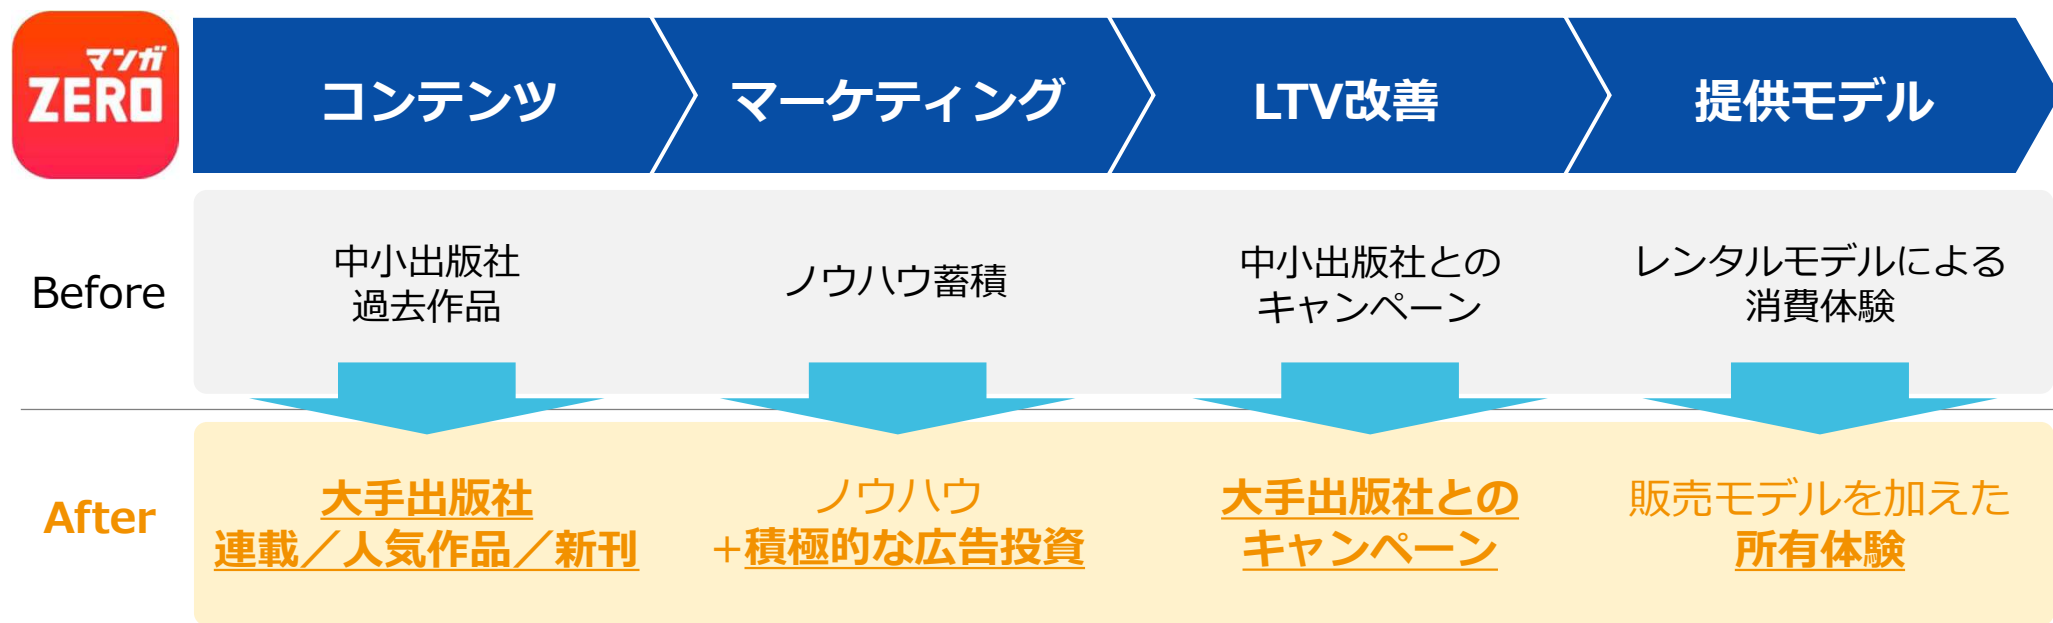 マンガ
ZERO
コンテンツ
マーケティング
LTV改善
提供モデル
Before
中小出版社
過去作品
ノウハウ蓄積
中小出版社との
キャンペーン
レンタルモデルによる
消費体験
After
大手出版社
連載／人気作品／新刊
ノウハウ
+積極的な広告投資
大手出版社との
キャンペーン
販売モデルを加えた
所有体験